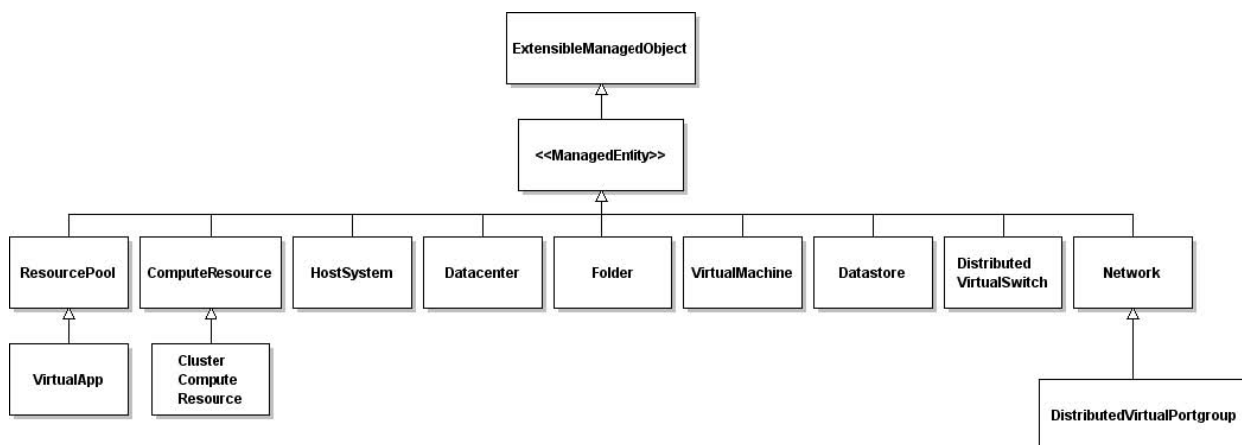 ExtensibleManagedObject
<<ManagedEntity>>
ResourcePool
ComputeResource
HostSystem
Datacenter
Folder
VirtualMachine
Datastore
Distributed
VirtualSwitch
Network
VirtualApp
Cluster
Compute
Resource
DistributedVirtualPortgroup